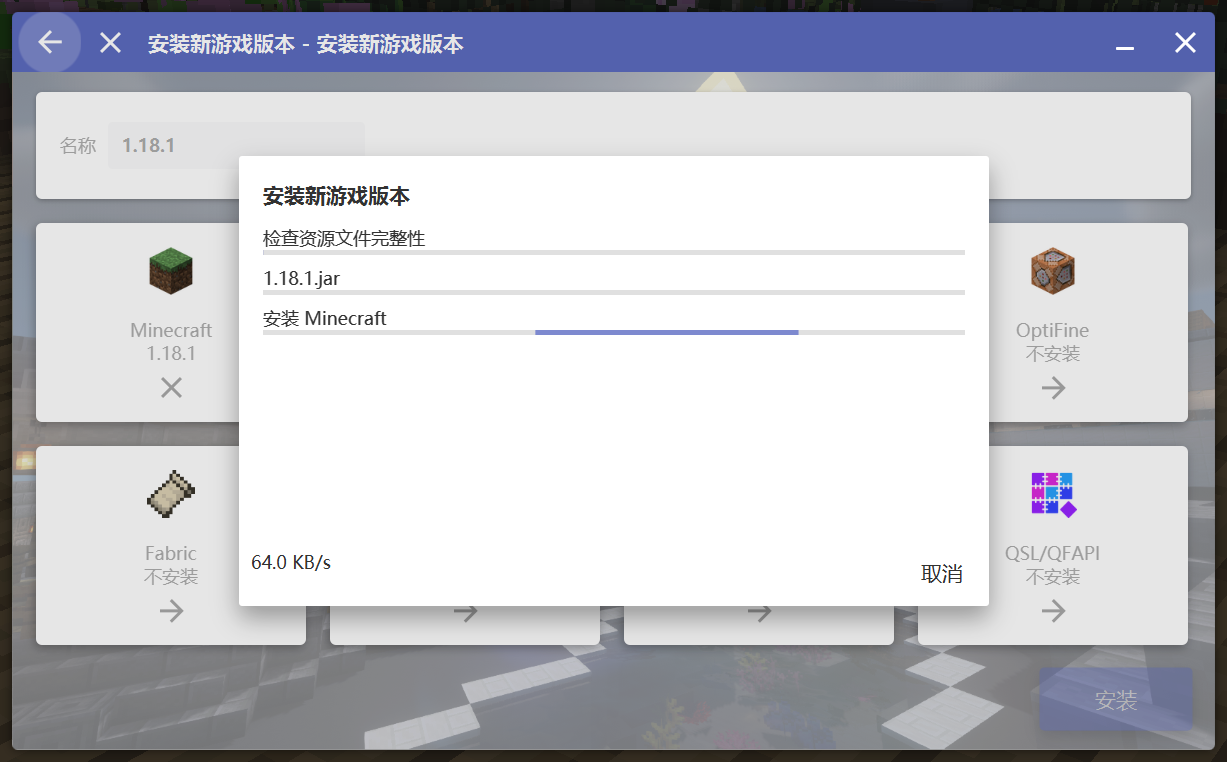 安装新游戏版本 - 安装新游戏版本
名称 1.18.1
安装新游戏版本
检查资源文件完整性
1.18.1.jar
安装 Minecraft
64.0 KB/s
取消
Minecraft
1.18.1
OptiFine
不安装
Fabric
不安装
QSL/QFAPI
不安装
安装